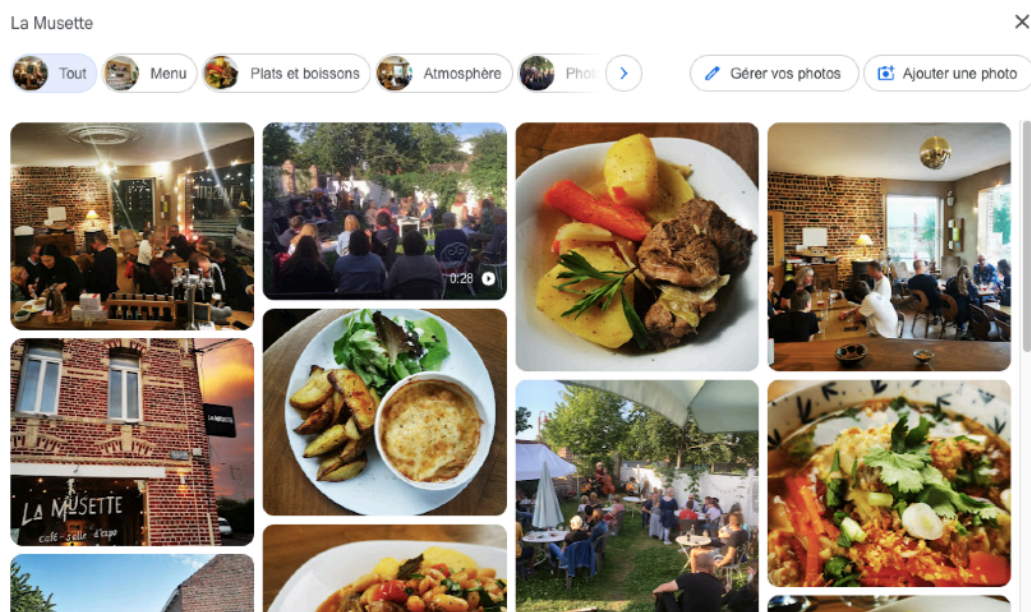 La Musette
Tout
Menu
Plats et boissons
Atmosphère
Phot
Gérer vos photos
Ajouter une photo
0:28
LA MUSETTE
LA MUSETTE
café - salle d'expo